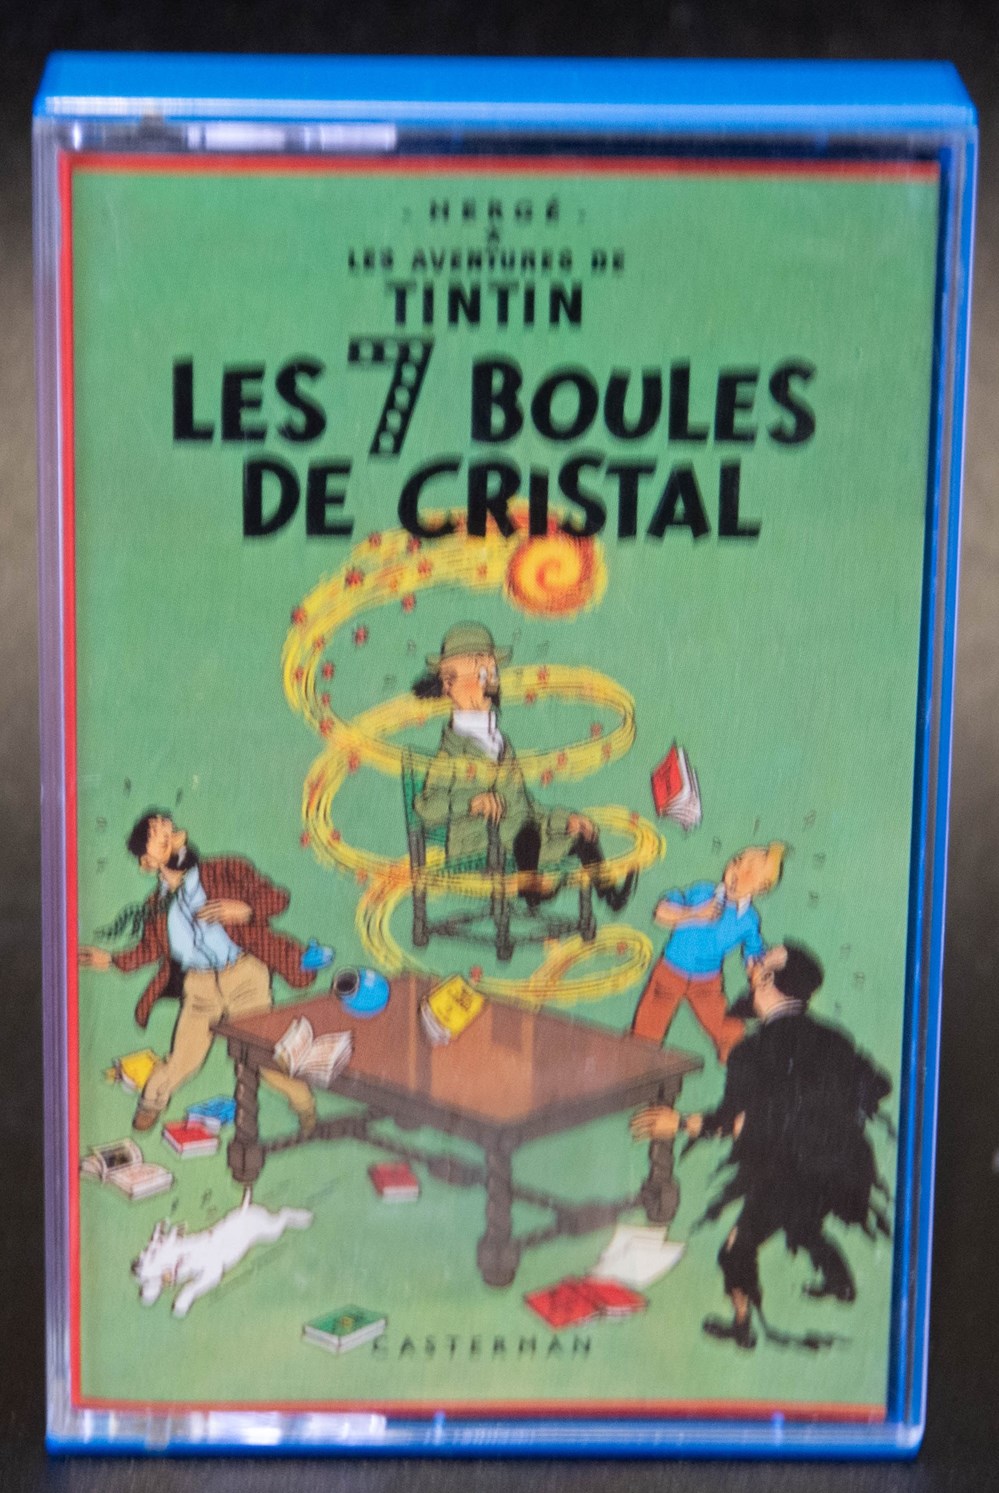 HERGÉ
LES AVENTURES DE
TINTIN
LES 7 BOULES
DE CRISTAL
CASTERMAN